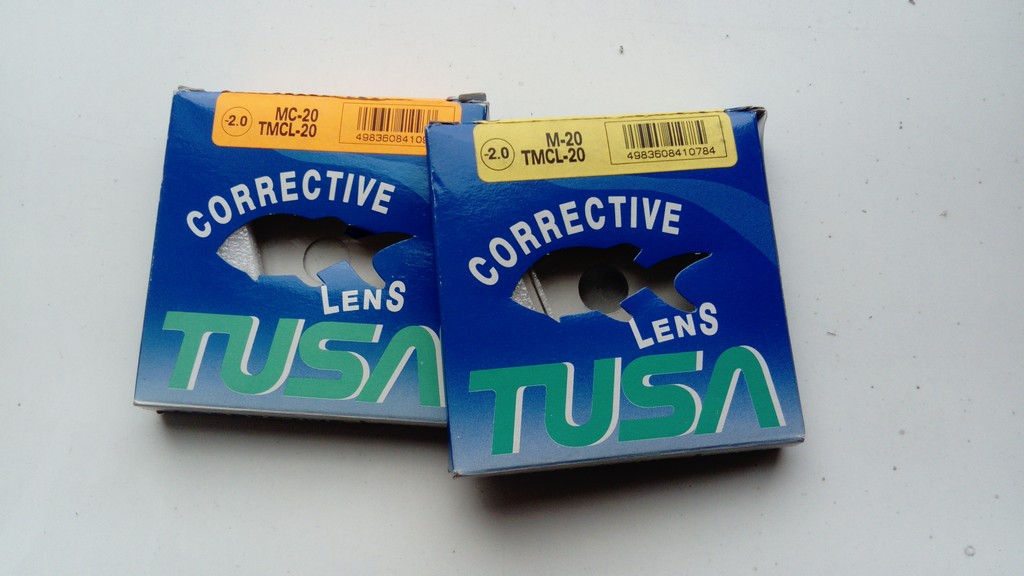 -2.0
MC-20
TMCL-20
CORRECTIVE
LENS
TUSA
-2.0
M-20
TMCL-20
4983608410784
CORRECTIVE
LENS
TUSA